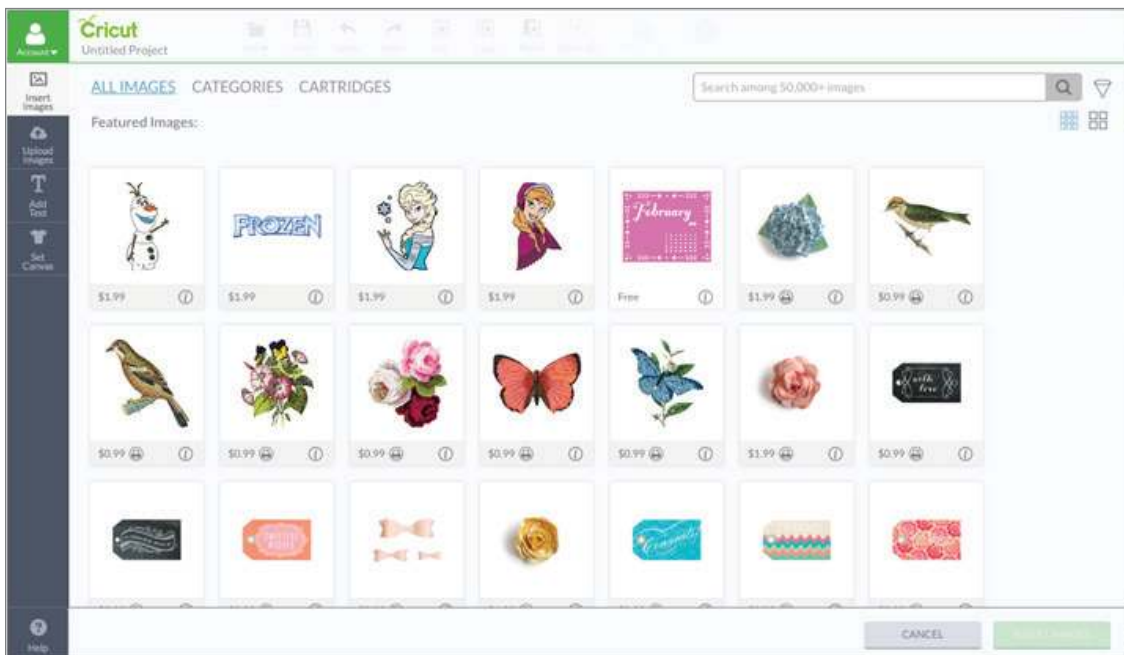 Cricut
Untitled Project
Account
Insert Images
Upload Images
Add Text
Set Canvas
Help
ALL IMAGES CATEGORIES CARTRIDGES
Search among 50,000+ images
Featured Images:
FROZEN
February
$1.99 $1.99 $1.99 $1.99 Free $1.99 $0.99
with love
$0.99 $0.99 $0.99 $0.99 $0.99 $1.99 $0.99
CANCEL